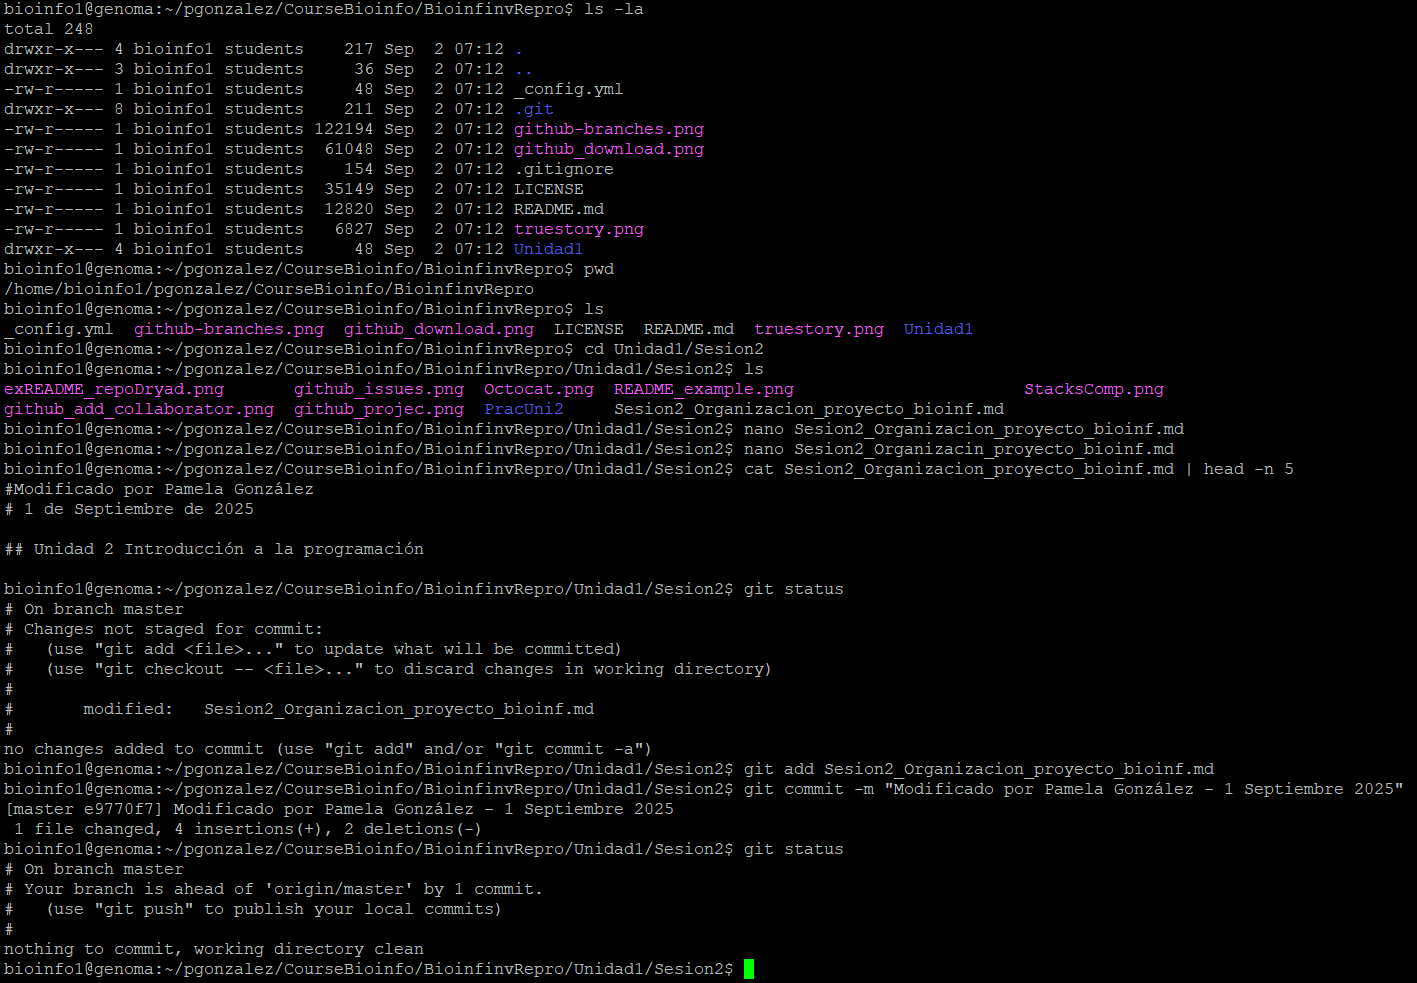 bioinfo1@genoma:~/pgonzalez/CourseBioinfo/BioinfinvRepro$ ls -la
total 248
drwxr-x--- 4 bioinfo1 students    217 Sep  2 07:12 .
drwxr-x--- 3 bioinfo1 students     36 Sep  2 07:12 ..
-rw-r----- 1 bioinfo1 students     48 Sep  2 07:12 _config.yml
drwxr-x--- 8 bioinfo1 students    211 Sep  2 07:12 .git
-rw-r----- 1 bioinfo1 students 122194 Sep  2 07:12 github-branches.png
-rw-r----- 1 bioinfo1 students  61048 Sep  2 07:12 github_download.png
-rw-r----- 1 bioinfo1 students    154 Sep  2 07:12 .gitignore
-rw-r----- 1 bioinfo1 students  35149 Sep  2 07:12 LICENSE
-rw-r----- 1 bioinfo1 students  12820 Sep  2 07:12 README.md
-rw-r----- 1 bioinfo1 students   6827 Sep  2 07:12 truestory.png
drwxr-x--- 4 bioinfo1 students     48 Sep  2 07:12 Unidad1
bioinfo1@genoma:~/pgonzalez/CourseBioinfo/BioinfinvRepro$ pwd
/home/bioinfo1/pgonzalez/CourseBioinfo/BioinfinvRepro
bioinfo1@genoma:~/pgonzalez/CourseBioinfo/BioinfinvRepro$ ls
_config.yml  github-branches.png  github_download.png  LICENSE  README.md  truestory.png  Unidad1
bioinfo1@genoma:~/pgonzalez/CourseBioinfo/BioinfinvRepro$ cd Unidad1/Sesion2
bioinfo1@genoma:~/pgonzalez/CourseBioinfo/BioinfinvRepro/Unidad1/Sesion2$ ls
exREADME_repoDryad.png       github_issues.png  Octocat.png  README_example.png                       StacksComp.png
github_add_collaborator.png  github_projec.png  PracUni2     Sesion2_Organizacion_proyecto_bioinf.md
bioinfo1@genoma:~/pgonzalez/CourseBioinfo/BioinfinvRepro/Unidad1/Sesion2$ nano Sesion2_Organizacion_proyecto_bioinf.md
bioinfo1@genoma:~/pgonzalez/CourseBioinfo/BioinfinvRepro/Unidad1/Sesion2$ nano Sesion2_Organizacin_proyecto_bioinf.md
bioinfo1@genoma:~/pgonzalez/CourseBioinfo/BioinfinvRepro/Unidad1/Sesion2$ cat Sesion2_Organizacion_proyecto_bioinf.md | head -n 5
#Modificado por Pamela González
# 1 de Septiembre de 2025

## Unidad 2 Introducción a la programación

bioinfo1@genoma:~/pgonzalez/CourseBioinfo/BioinfinvRepro/Unidad1/Sesion2$ git status
# On branch master
# Changes not staged for commit:
#   (use "git add <file>..." to update what will be committed)
#   (use "git checkout -- <file>..." to discard changes in working directory)
#
#       modified:   Sesion2_Organizacion_proyecto_bioinf.md
#
no changes added to commit (use "git add" and/or "git commit -a")
bioinfo1@genoma:~/pgonzalez/CourseBioinfo/BioinfinvRepro/Unidad1/Sesion2$ git add Sesion2_Organizacion_proyecto_bioinf.md
bioinfo1@genoma:~/pgonzalez/CourseBioinfo/BioinfinvRepro/Unidad1/Sesion2$ git commit -m "Modificado por Pamela González - 1 Septiembre 2025"
[master e9770f7] Modificado por Pamela González - 1 Septiembre 2025
 1 file changed, 4 insertions(+), 2 deletions(-)
bioinfo1@genoma:~/pgonzalez/CourseBioinfo/BioinfinvRepro/Unidad1/Sesion2$ git status
# On branch master
# Your branch is ahead of 'origin/master' by 1 commit.
#   (use "git push" to publish your local commits)
#
nothing to commit, working directory clean
bioinfo1@genoma:~/pgonzalez/CourseBioinfo/BioinfinvRepro/Unidad1/Sesion2$